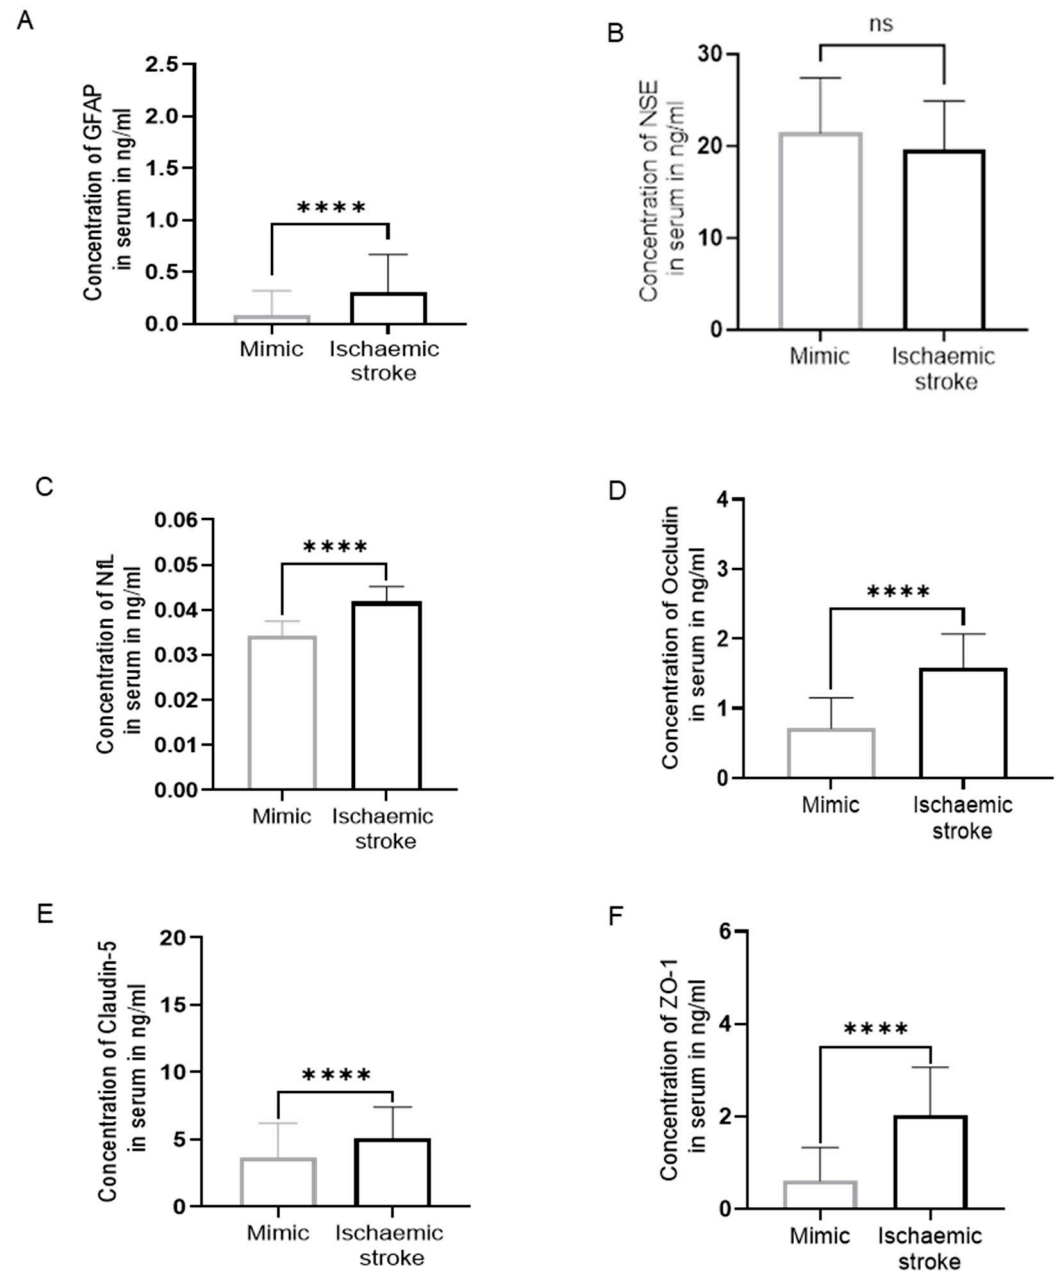 A
Concentration of GFAP
in serum in ng/ml
2.5
2.0
1.5
1.0
0.5
0.0
****
Mimic
Ischaemic
stroke
B
Concentration of NSE
in serum in ng/ml
30
20
10
0
ns
Mimic
Ischaemic
stroke
C
Concentration of NfL
in serum in ng/ml
0.06
0.05
0.04
0.03
0.02
0.01
0.00
****
Mimic
Ischaemic
stroke
D
Concentration of Occludin
in serum in ng/ml
4
3
2
1
0
****
Mimic
Ischaemic
stroke
E
Concentration of Claudin-5
in serum in ng/ml
20
15
10
5
0
****
Mimic
Ischaemic
stroke
F
Concentration of ZO-1
in serum in ng/ml
6
4
2
0
****
Mimic
Ischaemic
stroke